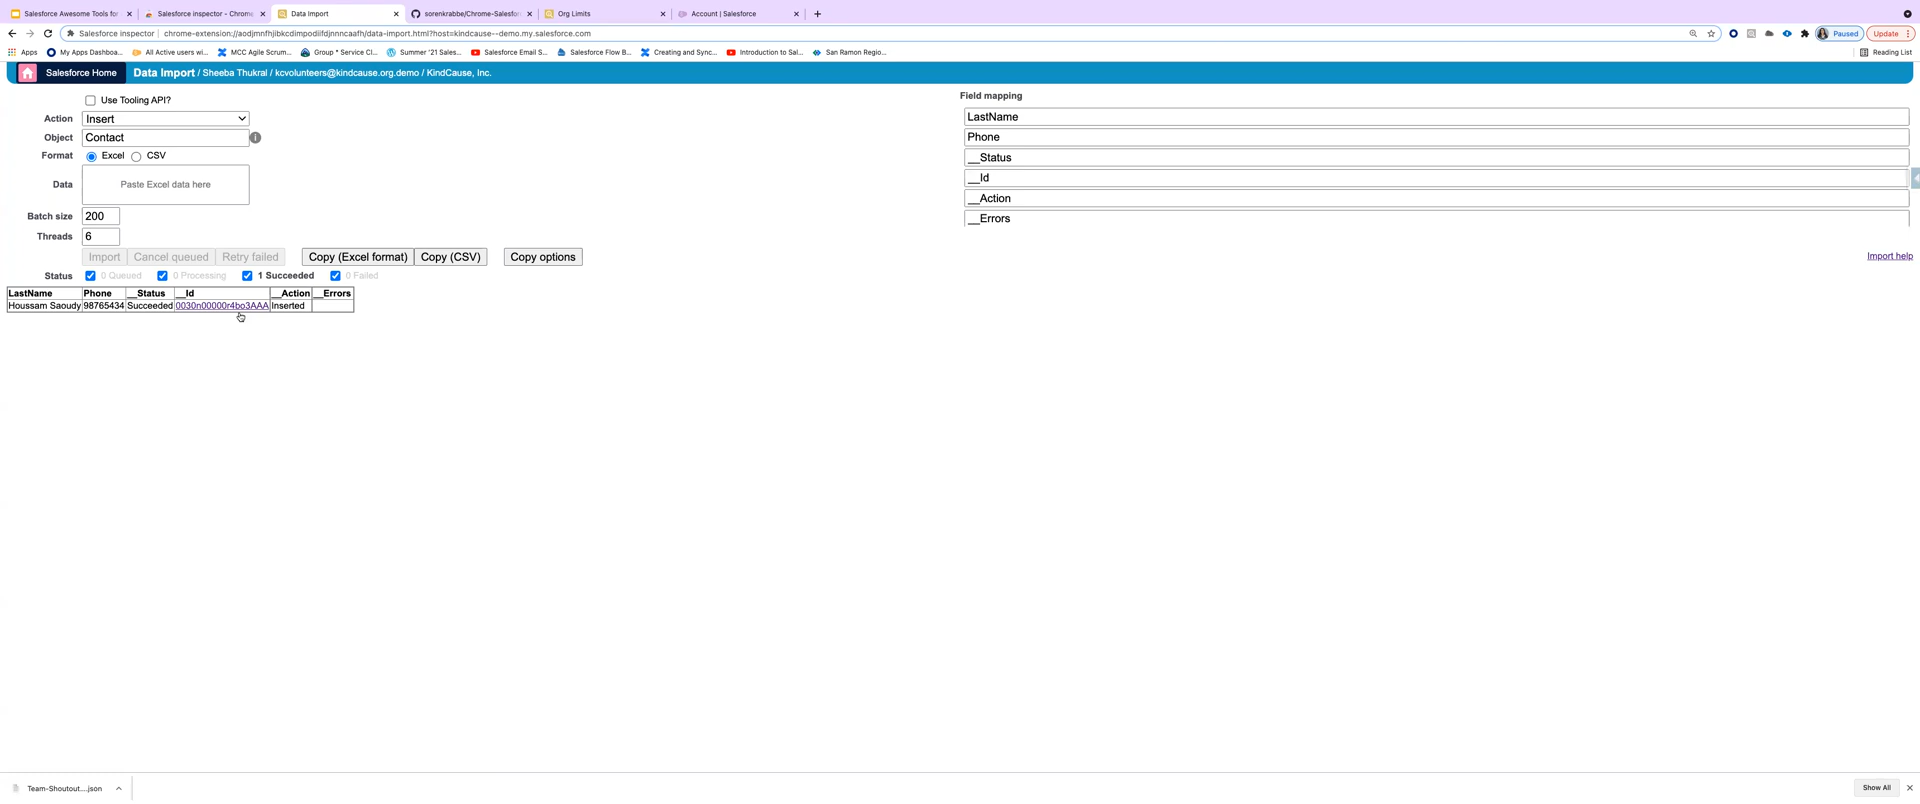 Salesforce Awesome Tools for
Salesforce inspector - Chrome
Data Import
sorenkrabbe/Chrome-Salesfor
Org Limits
Account | Salesforce
Salesforce inspector | chrome-extension://aodjmnfhjibkcdimpodiifdjnnncaafh/data-import.html?host=kindcause--demo.my.salesforce.com
Paused
Update
Apps
My Apps Dashboa...
All Active users wi...
MCC Agile Scrum...
Group * Service Cl...
Summer '21 Sales...
Salesforce Email S...
Salesforce Flow B...
Creating and Sync...
Introduction to Sal...
San Ramon Regio...
Reading List
Salesforce Home
Data Import / Sheeba Thukral / kcvolunteers@kindcause.org.demo / KindCause, Inc.
Use Tooling API?
Action Insert
Object Contact
Format Excel CSV
Data Paste Excel data here
Batch size 200
Threads 6
Import Cancel queued Retry failed Copy (Excel format) Copy (CSV) Copy options
Status 0 Queued 0 Processing 1 Succeeded 0 Failed
LastName Phone __Status __Id __Action __Errors
Houssam Saoudy 98765434 Succeeded 0030n00000r4bo3AAA Inserted
Field mapping
LastName
Phone
__Status
__Id
__Action
__Errors
Import help
Team-Shoutout....json
Show All